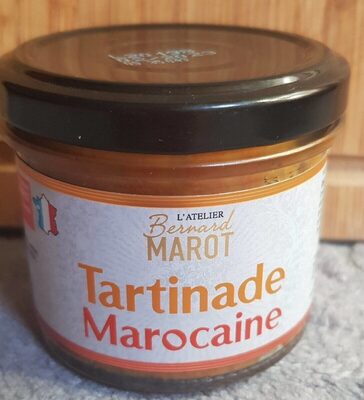 L'ATELIER
Bernard
MAROT
Tartinade
Marocaine